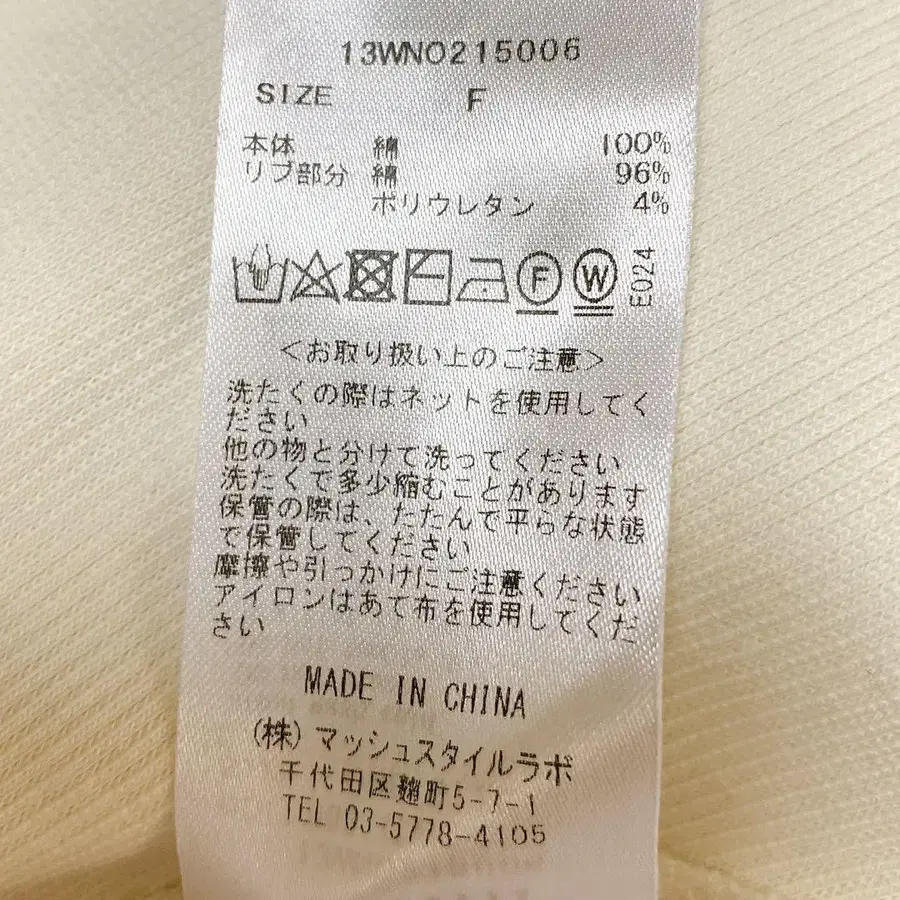 13WNO215006
SIZE F
本体 綿 100%
リブ部分 綿 96%
ポリウレタン 4%
F W E024
＜お取り扱い上のご注意＞
洗たくの際はネットを使用してく
ださい
他の物と分けて洗ってください
洗たくで多少縮むことがあります
保管の際は、たたんで平らな状態
で保管してください
摩擦や引っかけにご注意ください
アイロンはあて布を使用してくだ
さい
MADE IN CHINA
(株) マッシュスタイルラボ
千代田区麹町5-7-1
TEL 03-5778-4105